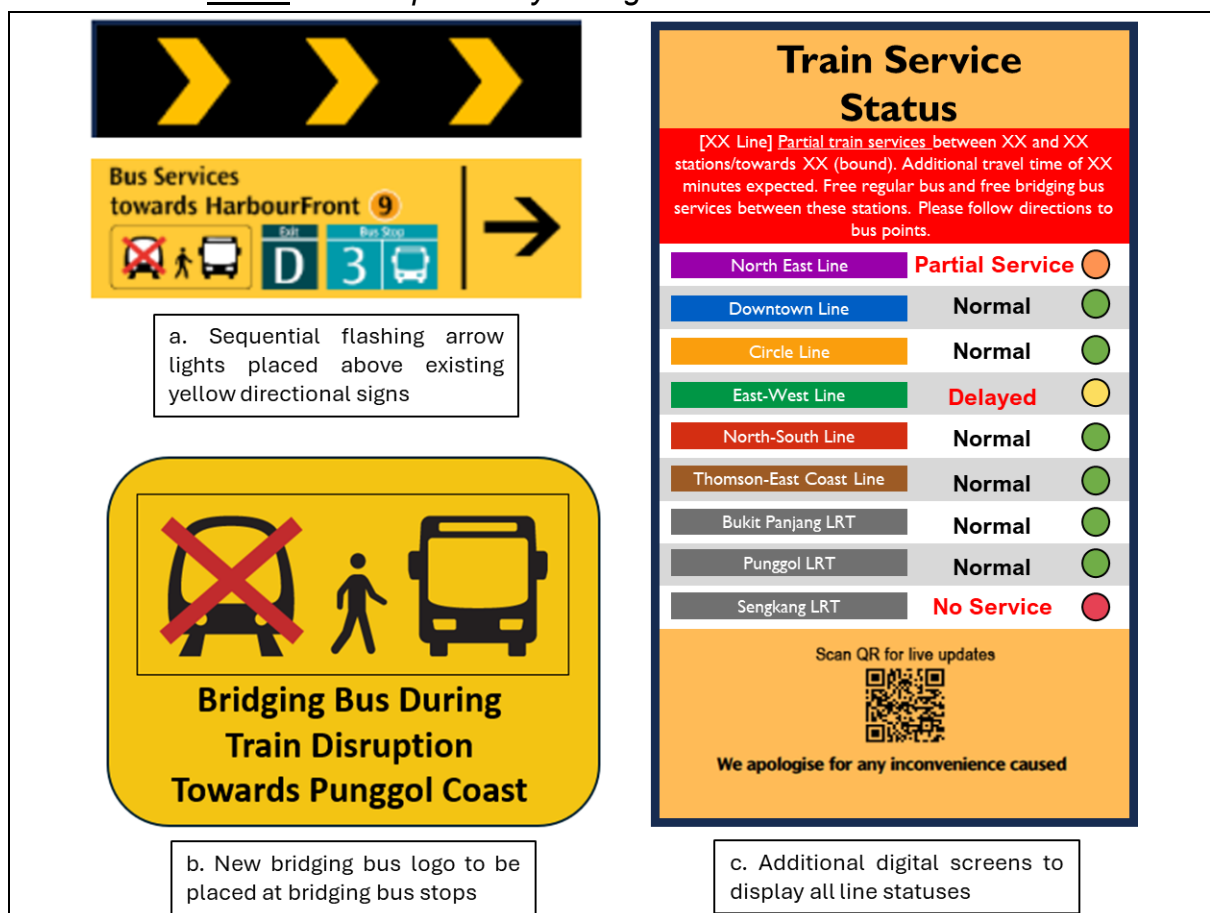 Bus Services
towards HarbourFront 9
Exit
D
Bus Stop
3
a. Sequential flashing arrow
lights placed above existing
yellow directional signs
Bridging Bus During
Train Disruption
Towards Punggol Coast
b. New bridging bus logo to be
placed at bridging bus stops
Train Service
Status
[XX Line] Partial train services between XX and XX
stations/towards XX (bound). Additional travel time of XX
minutes expected. Free regular bus and free bridging bus
services between these stations. Please follow directions to
bus points.
North East Line Partial Service
Downtown Line Normal
Circle Line Normal
East-West Line Delayed
North-South Line Normal
Thomson-East Coast Line Normal
Bukit Panjang LRT Normal
Punggol LRT Normal
Sengkang LRT No Service
Scan QR for live updates
We apologise for any inconvenience caused
c. Additional digital screens to
display all line statuses